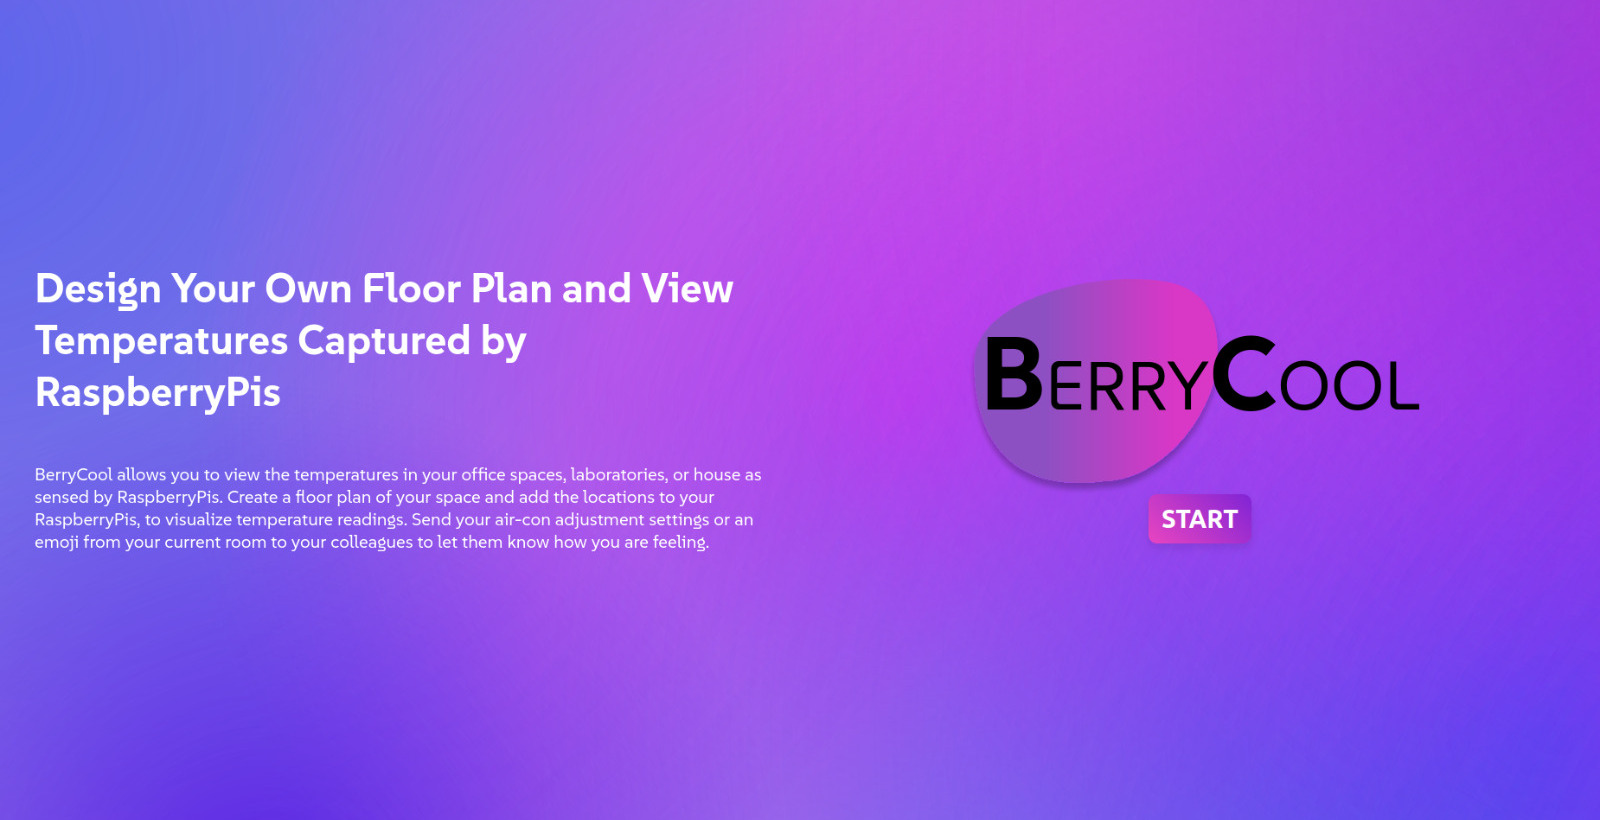 Design Your Own Floor Plan and View
Temperatures Captured by
RaspberryPis
BerryCool allows you to view the temperatures in your office spaces, laboratories, or house as
sensed by RaspberryPis. Create a floor plan of your space and add the locations to your
RaspberryPis, to visualize temperature readings. Send your air-con adjustment settings or an
emoji from your current room to your colleagues to let them know how you are feeling.
BERRYCOOL
START